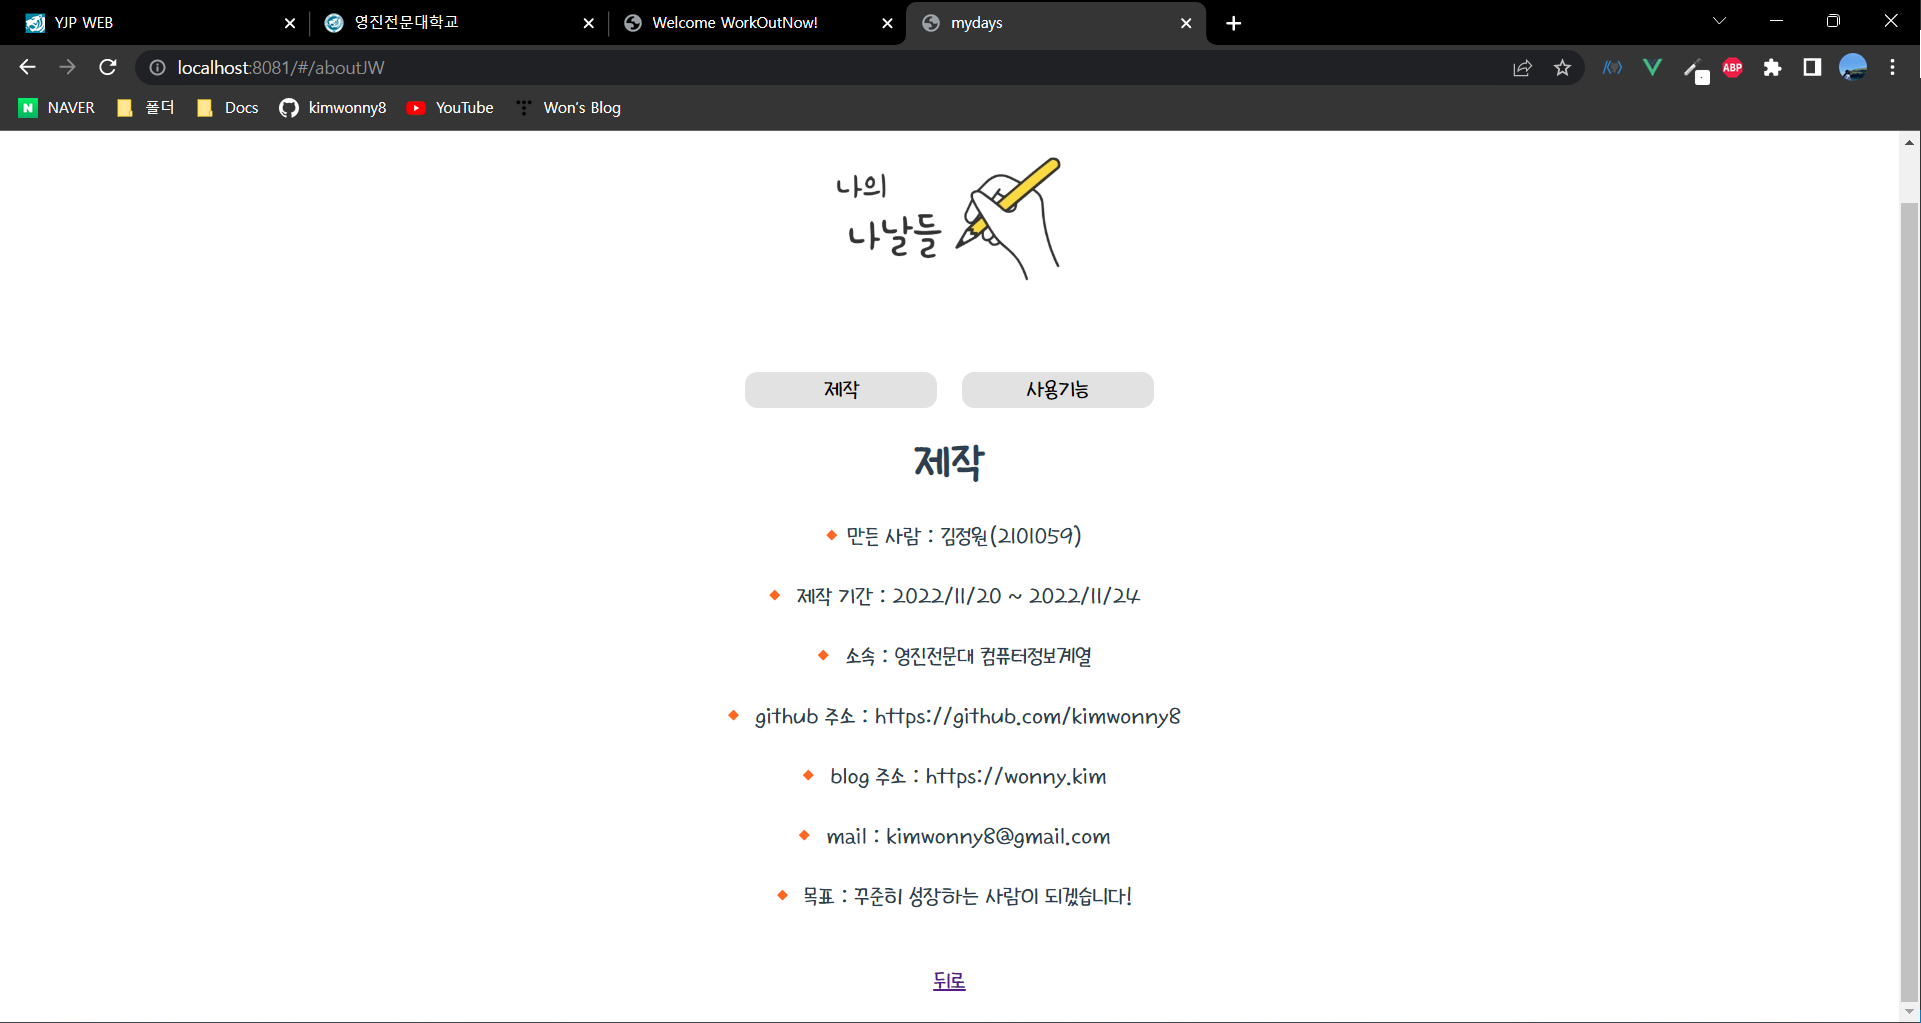 YJP WEB
영진전문대학교
Welcome WorkOutNow!
mydays
localhost:8081/#/aboutJW
ABP
N NAVER
폴더
Docs
kimwonny8
YouTube
Won's Blog
나의
나날들
제작
사용기능
제작
만든 사람 : 김정원(2101059)
제작 기간 : 2022/11/20 ~ 2022/11/24
소속 : 영진전문대 컴퓨터정보계열
github 주소 : https://github.com/kimwonny8
blog 주소 : https://wonny.kim
mail : kimwonny8@gmail.com
목표 : 꾸준히 성장하는 사람이 되겠습니다!
뒤로